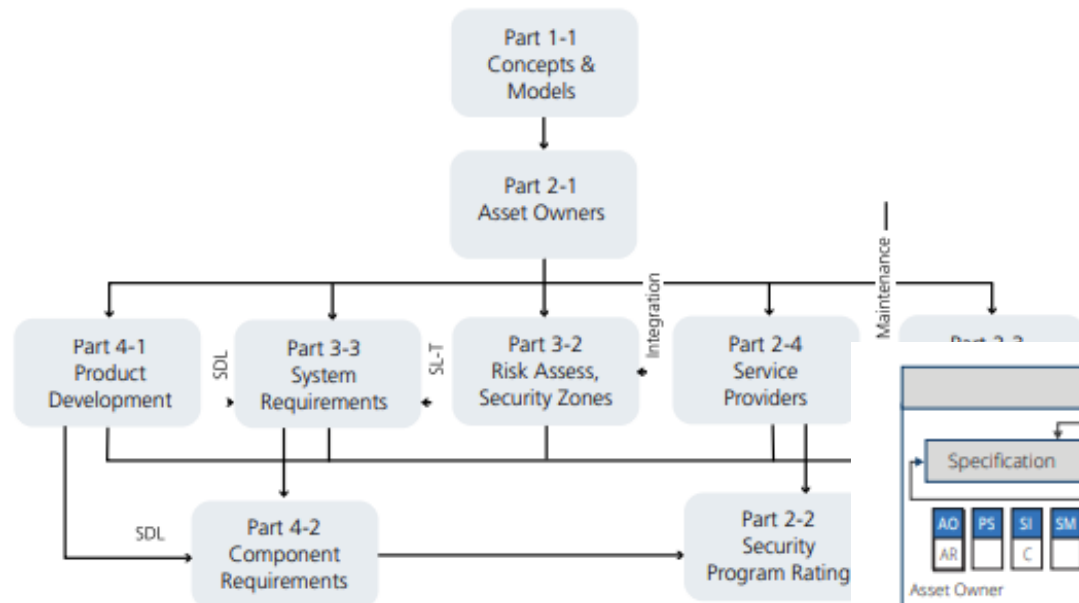 Part 1-1
Concepts &
Models
Part 2-1
Asset Owners
Maintenance
Integration
Part 4-1
Product
Development
SDL
Part 3-3
System
Requirements
SL-T
Part 3-2
Risk Assess,
Security Zones
Part 2-4
Service
Providers
Specification
AO PS SI SM
AR C
Asset Owner
SDL
Part 4-2
Component
Requirements
Part 2-2
Security
Program Rating